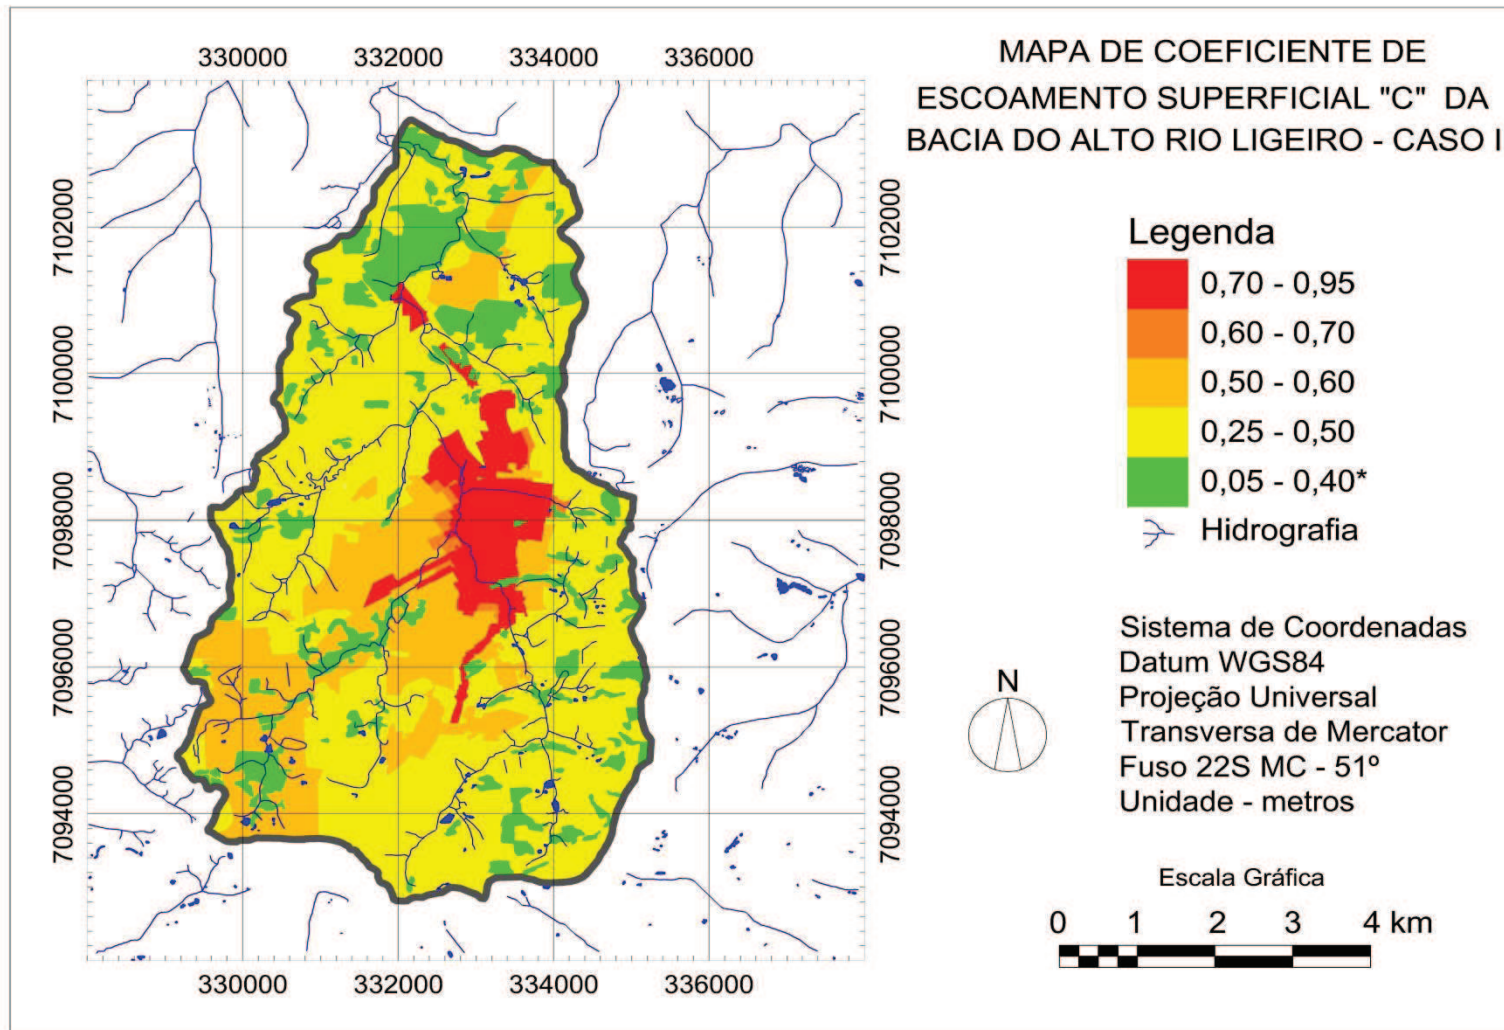 MAPA DE COEFICIENTE DE
ESCOAMENTO SUPERFICIAL "C" DA
BACIA DO ALTO RIO LIGEIRO - CASO I
330000 332000 334000 336000
7102000 7102000
7100000 7100000
7098000 7098000
7096000 7096000
7094000 7094000
330000 332000 334000 336000
Legenda
0,70 - 0,95
0,60 - 0,70
0,50 - 0,60
0,25 - 0,50
0,05 - 0,40*
Hidrografia
Sistema de Coordenadas
Datum WGS84
Projeção Universal
Transversa de Mercator
Fuso 22S MC - 51º
Unidade - metros
N
Escala Gráfica
0 1 2 3 4 km